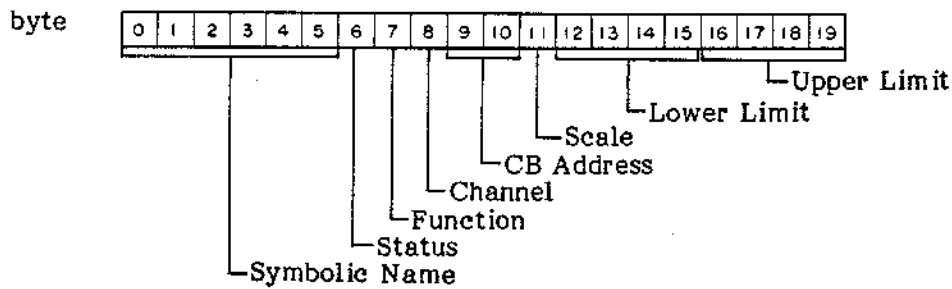 byte 0 1 2 3 4 5 6 7 8 9 10 11 12 13 14 15 16 17 18 19
Upper Limit
Lower Limit
Scale
CB Address
Channel
Function
Status
Symbolic Name